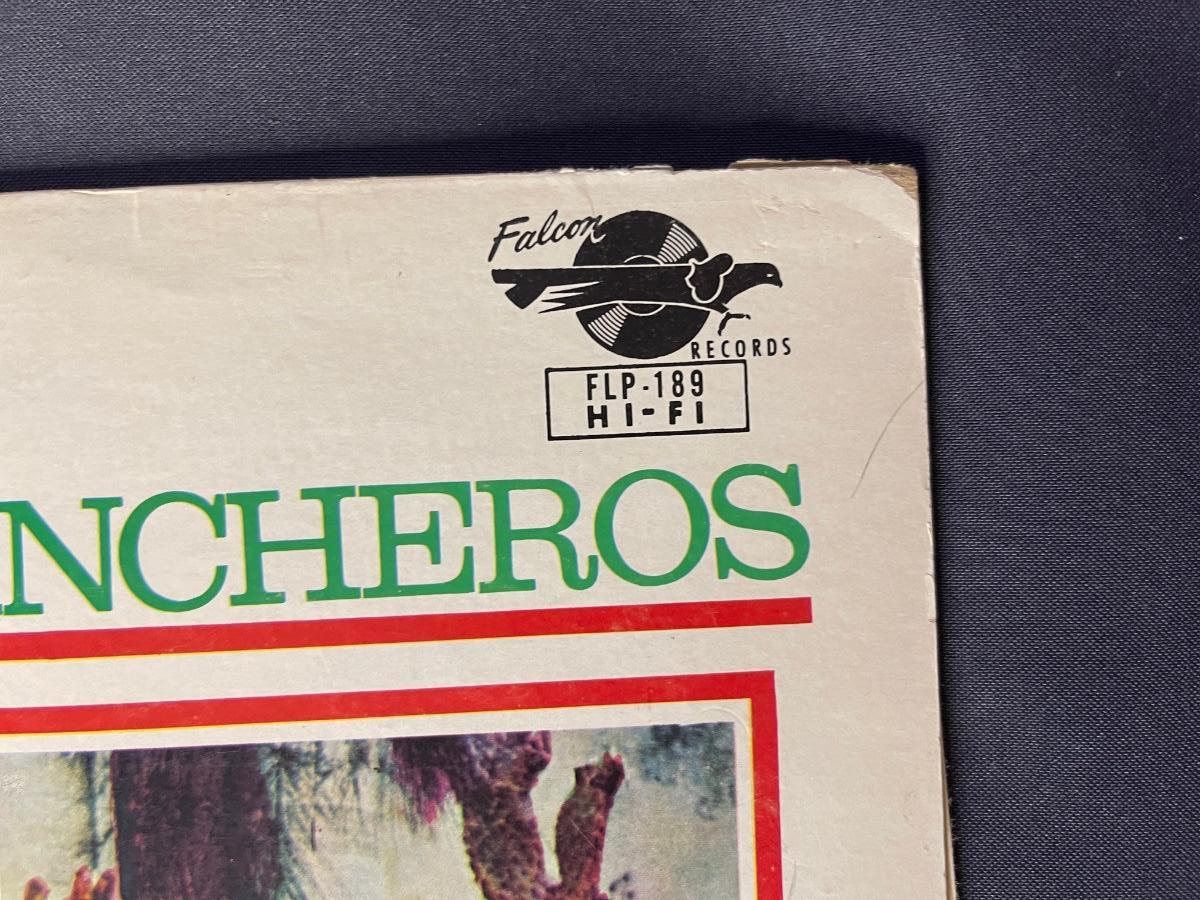 Falcon
RECORDS
FLP-189
HI-FI
NCHEROS